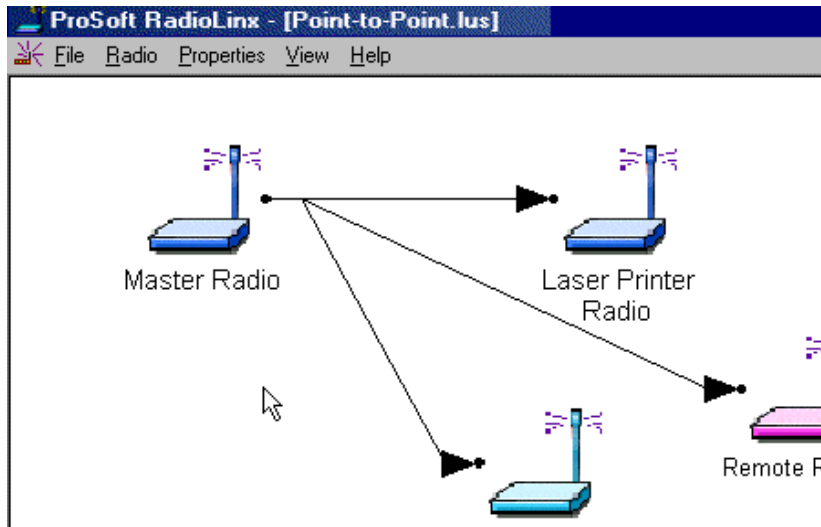 ProSoft RadioLinx - [Point-to-Point.lus]
File Radio Properties View Help
Master Radio
Laser Printer
Radio
Remote